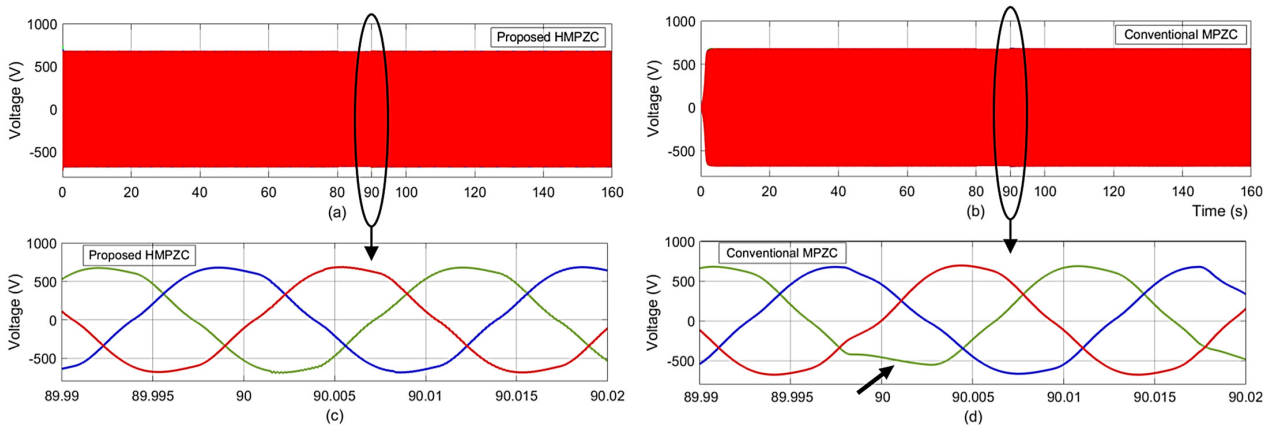 1000
500
0
-500
Voltage (V)
Proposed HMPZC
0 20 40 60 80 90 100 120 140 160
(a)
1000
500
0
-500
Voltage (V)
Conventional MPZC
0 20 40 60 80 90 100 120 140 160
(b)
Time (s)
1000
500
0
-500
Voltage (V)
Proposed HMPZC
89.99 89.995 90 90.005 90.01 90.015 90.02
(c)
1000
500
0
-500
Voltage (V)
Conventional MPZC
89.99 89.995 90 90.005 90.01 90.015 90.02
(d)